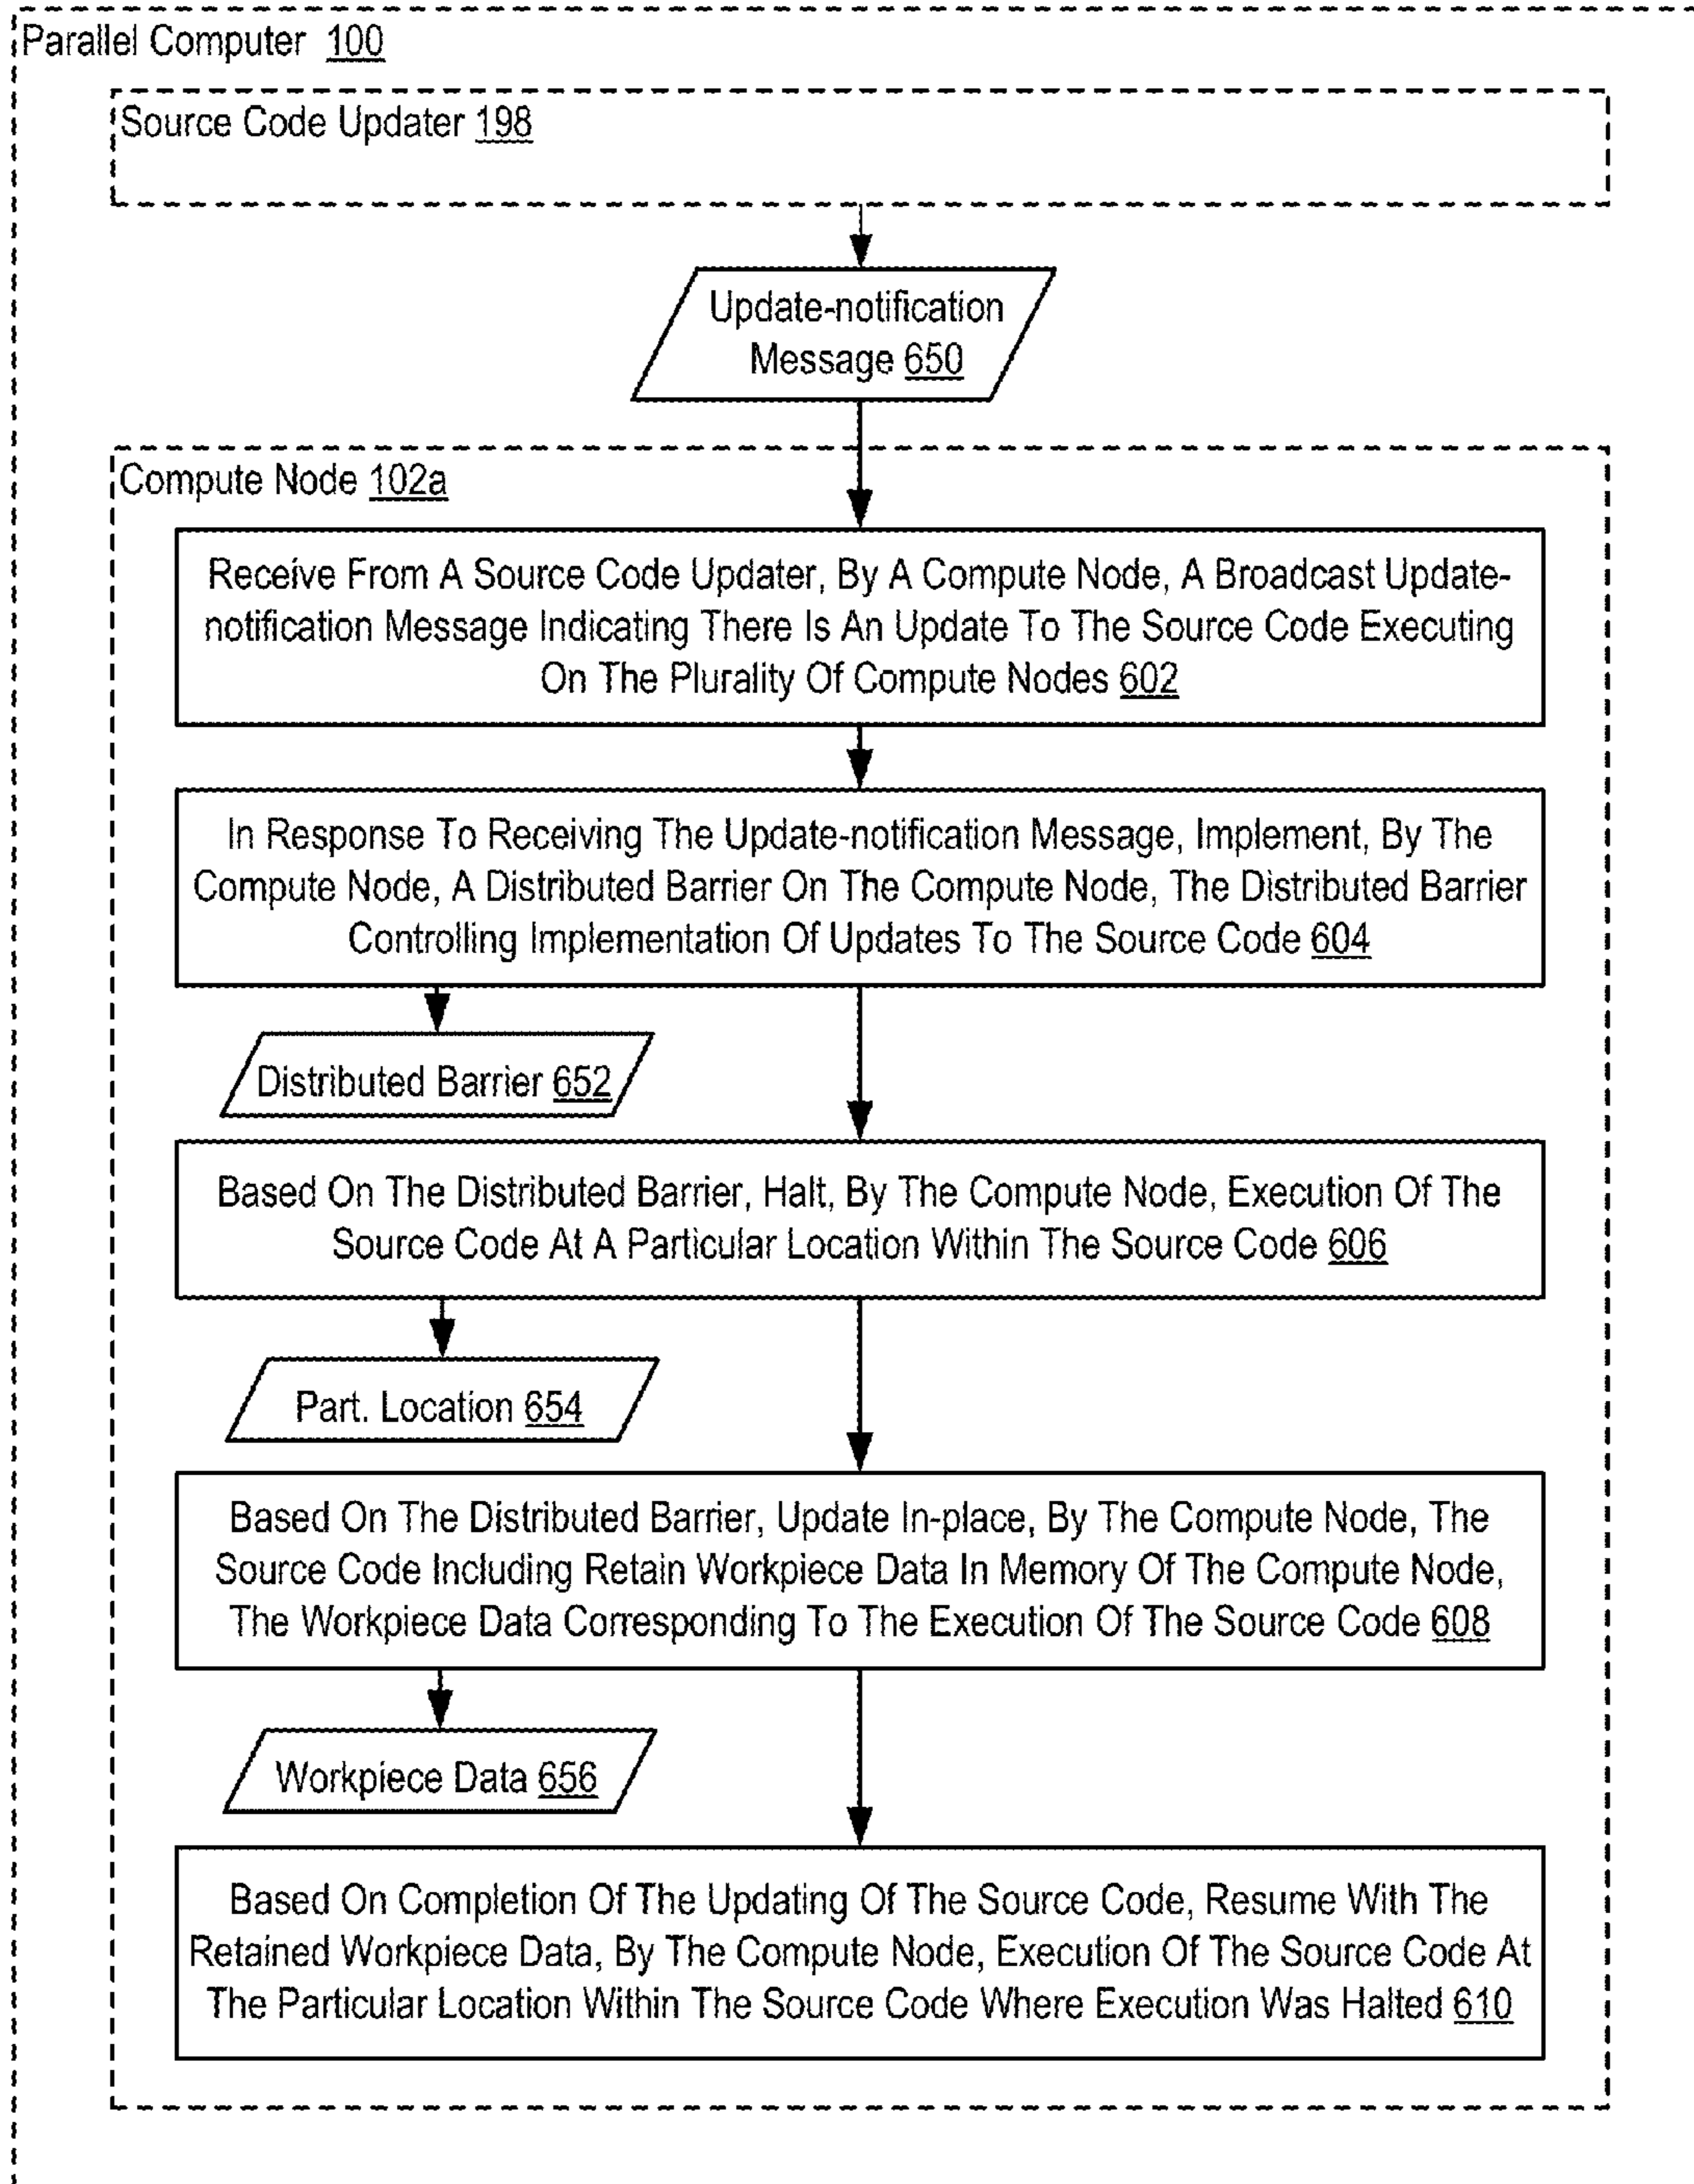 Parallel Computer 100
Source Code Updater 198
Update-notification
Message 650
Compute Node 102a
Receive From A Source Code Updater, By A Compute Node, A Broadcast Update-
notification Message Indicating There Is An Update To The Source Code Executing
On The Plurality Of Compute Nodes 602
In Response To Receiving The Update-notification Message, Implement, By The
Compute Node, A Distributed Barrier On The Compute Node, The Distributed Barrier
Controlling Implementation Of Updates To The Source Code 604
Distributed Barrier 652
Based On The Distributed Barrier, Halt, By The Compute Node, Execution Of The
Source Code At A Particular Location Within The Source Code 606
Part. Location 654
Based On The Distributed Barrier, Update In-place, By The Compute Node, The
Source Code Including Retain Workpiece Data In Memory Of The Compute Node,
The Workpiece Data Corresponding To The Execution Of The Source Code 608
Workpiece Data 656
Based On Completion Of The Updating Of The Source Code, Resume With The
Retained Workpiece Data, By The Compute Node, Execution Of The Source Code At
The Particular Location Within The Source Code Where Execution Was Halted 610